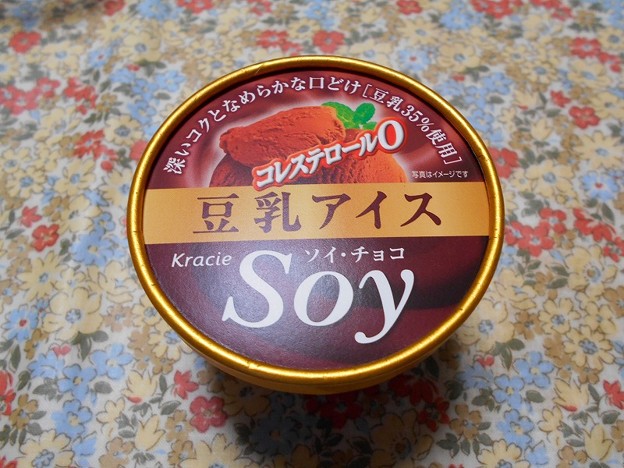 深いコクとなめらかな口どけ[豆乳35%使用]
コレステロール0
写真はイメージです
豆乳アイス
Kracie
ソイ・チョコ
Soy